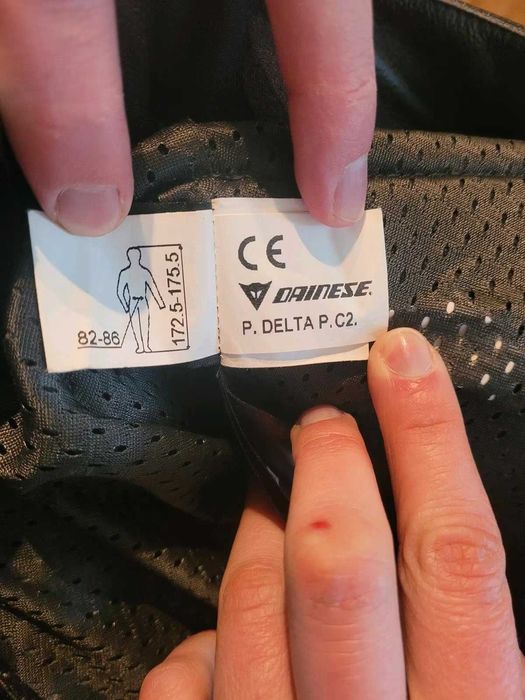 82-86
172.5-175.5
CE
DAINESE.
P. DELTA P. C2.